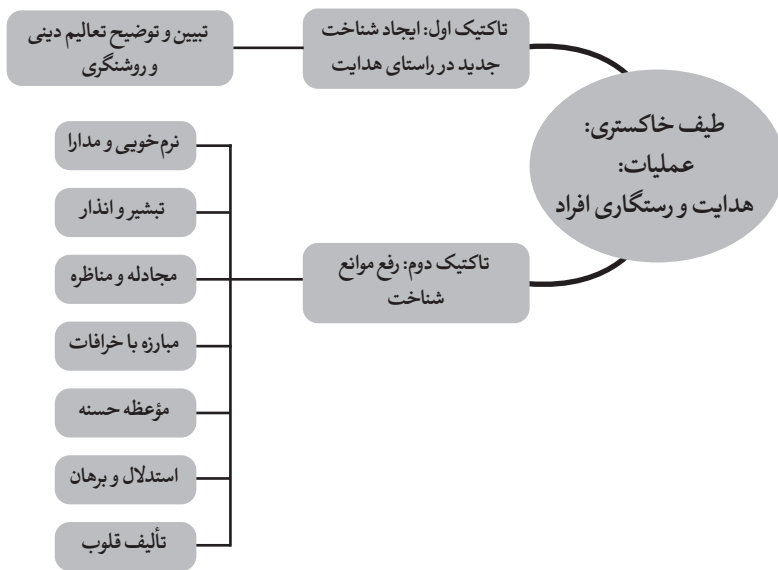 طیف خاکستری:
عملیات:
هدایت و رستگاری افراد
تاکتیک اول: ایجاد شناخت
جدید در راستای هدایت
تبیین و توضیح تعالیم دینی
و روشنگری
تاکتیک دوم: رفع موانع
شناخت
نرم‌خویی و مدارا
تبشیر و انذار
مجادله و مناظره
مبارزه با خرافات
مؤعظه حسنه
استدلال و برهان
تألیف قلوب